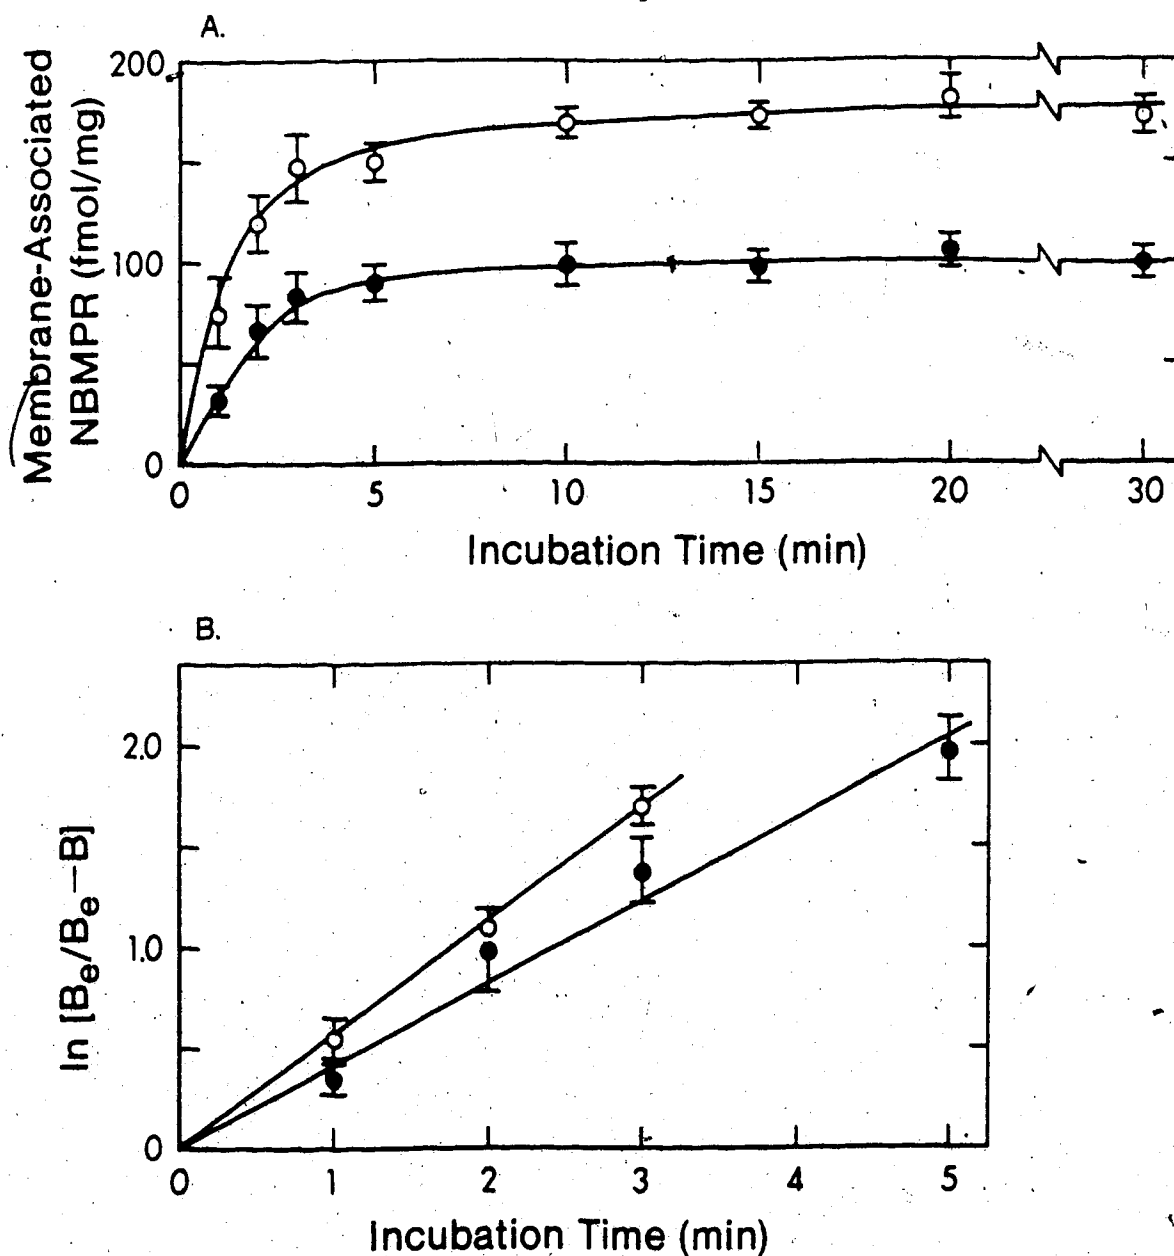 A.
Membrane-Associated
NBMPR (fmol/mg)
200
100
0
0 5 10 15 20 30
Incubation Time (min)
B.
ln [Be/Be—B]
2.0
1.0
0
0 1 2 3 4 5
Incubation Time (min)